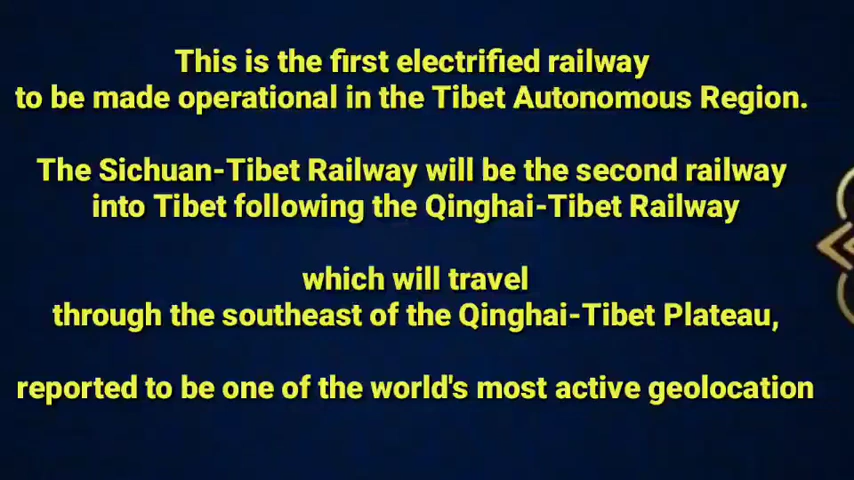 This is the first electrified railway
to be made operational in the Tibet Autonomous Region.
The Sichuan-Tibet Railway will be the second railway
into Tibet following the Qinghai-Tibet Railway
which will travel
through the southeast of the Qinghai-Tibet Plateau,
reported to be one of the world's most active geolocation